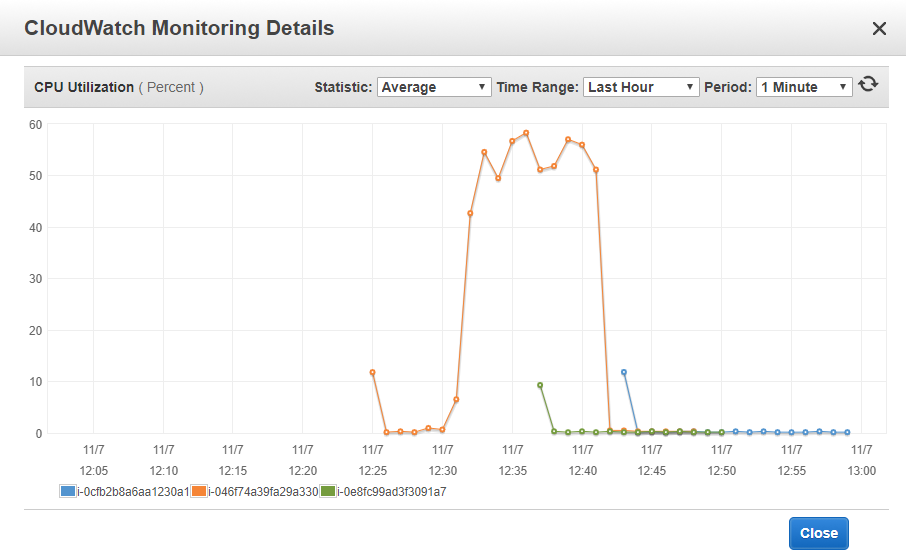 CloudWatch Monitoring Details
CPU Utilization ( Percent ) Statistic: Average Time Range: Last Hour Period: 1 Minute
60
50
40
30
20
10
0
11/7 11/7 11/7 11/7 11/7 11/7 11/7 11/7 11/7 11/7 11/7 11/7
12:05 12:10 12:15 12:20 12:25 12:30 12:35 12:40 12:45 12:50 12:55 13:00
i-0cfb2b8a6aa1230a1 i-046f74a39fa29a330 i-0e8fc99ad3f3091a7
Close